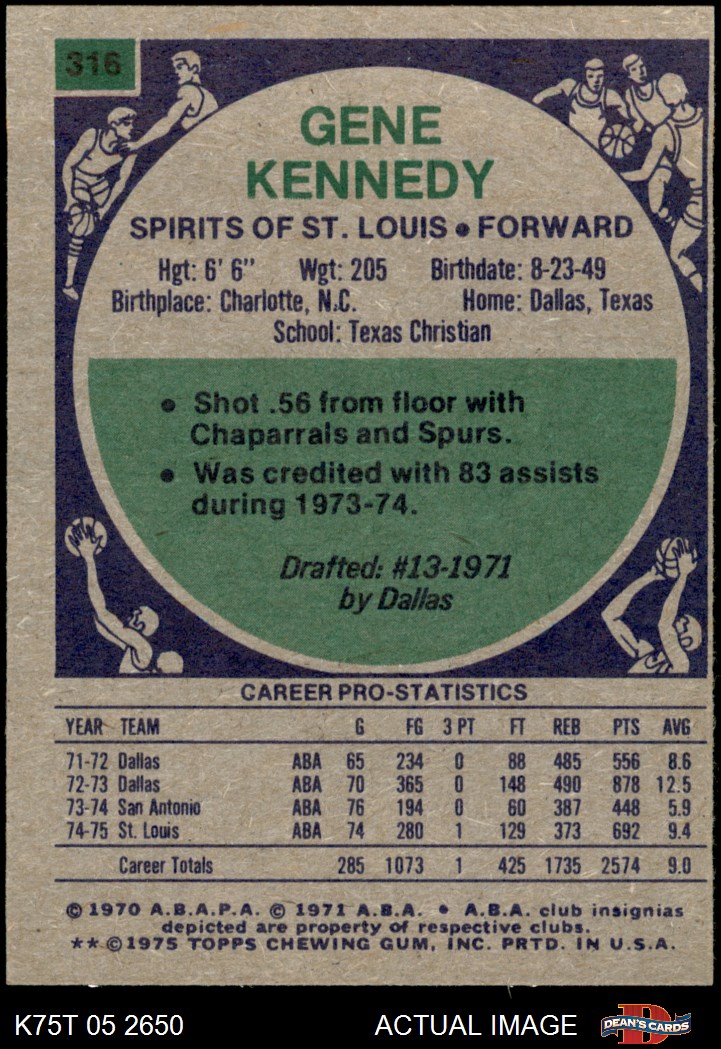 316
GENE
KENNEDY
SPIRITS OF ST. LOUIS • FORWARD
Hgt: 6' 6" Wgt: 205 Birthdate: 8-23-49
Birthplace: Charlotte, N.C. Home: Dallas, Texas
School: Texas Christian
• Shot .56 from floor with
Chaparrals and Spurs.
• Was credited with 83 assists
during 1973-74.
Drafted: #13-1971
by Dallas
CAREER PRO-STATISTICS
YEAR TEAM G FG 3 PT FT REB PTS AVG
71-72 Dallas ABA 65 234 0 88 485 556 8.6
72-73 Dallas ABA 70 365 0 148 490 878 12.5
73-74 San Antonio ABA 76 194 0 60 387 448 5.9
74-75 St. Louis ABA 74 280 1 129 373 692 9.4
Career Totals 285 1073 1 425 1735 2574 9.0
© 1970 A.B.A.P.A. © 1971 A.B.A. • A.B.A. club insignias
depicted are property of respective clubs.
** © 1975 TOPPS CHEWING GUM, INC. PRTD. IN U.S.A.
K75T 05 2650 ACTUAL IMAGE DEAN'S CARDS